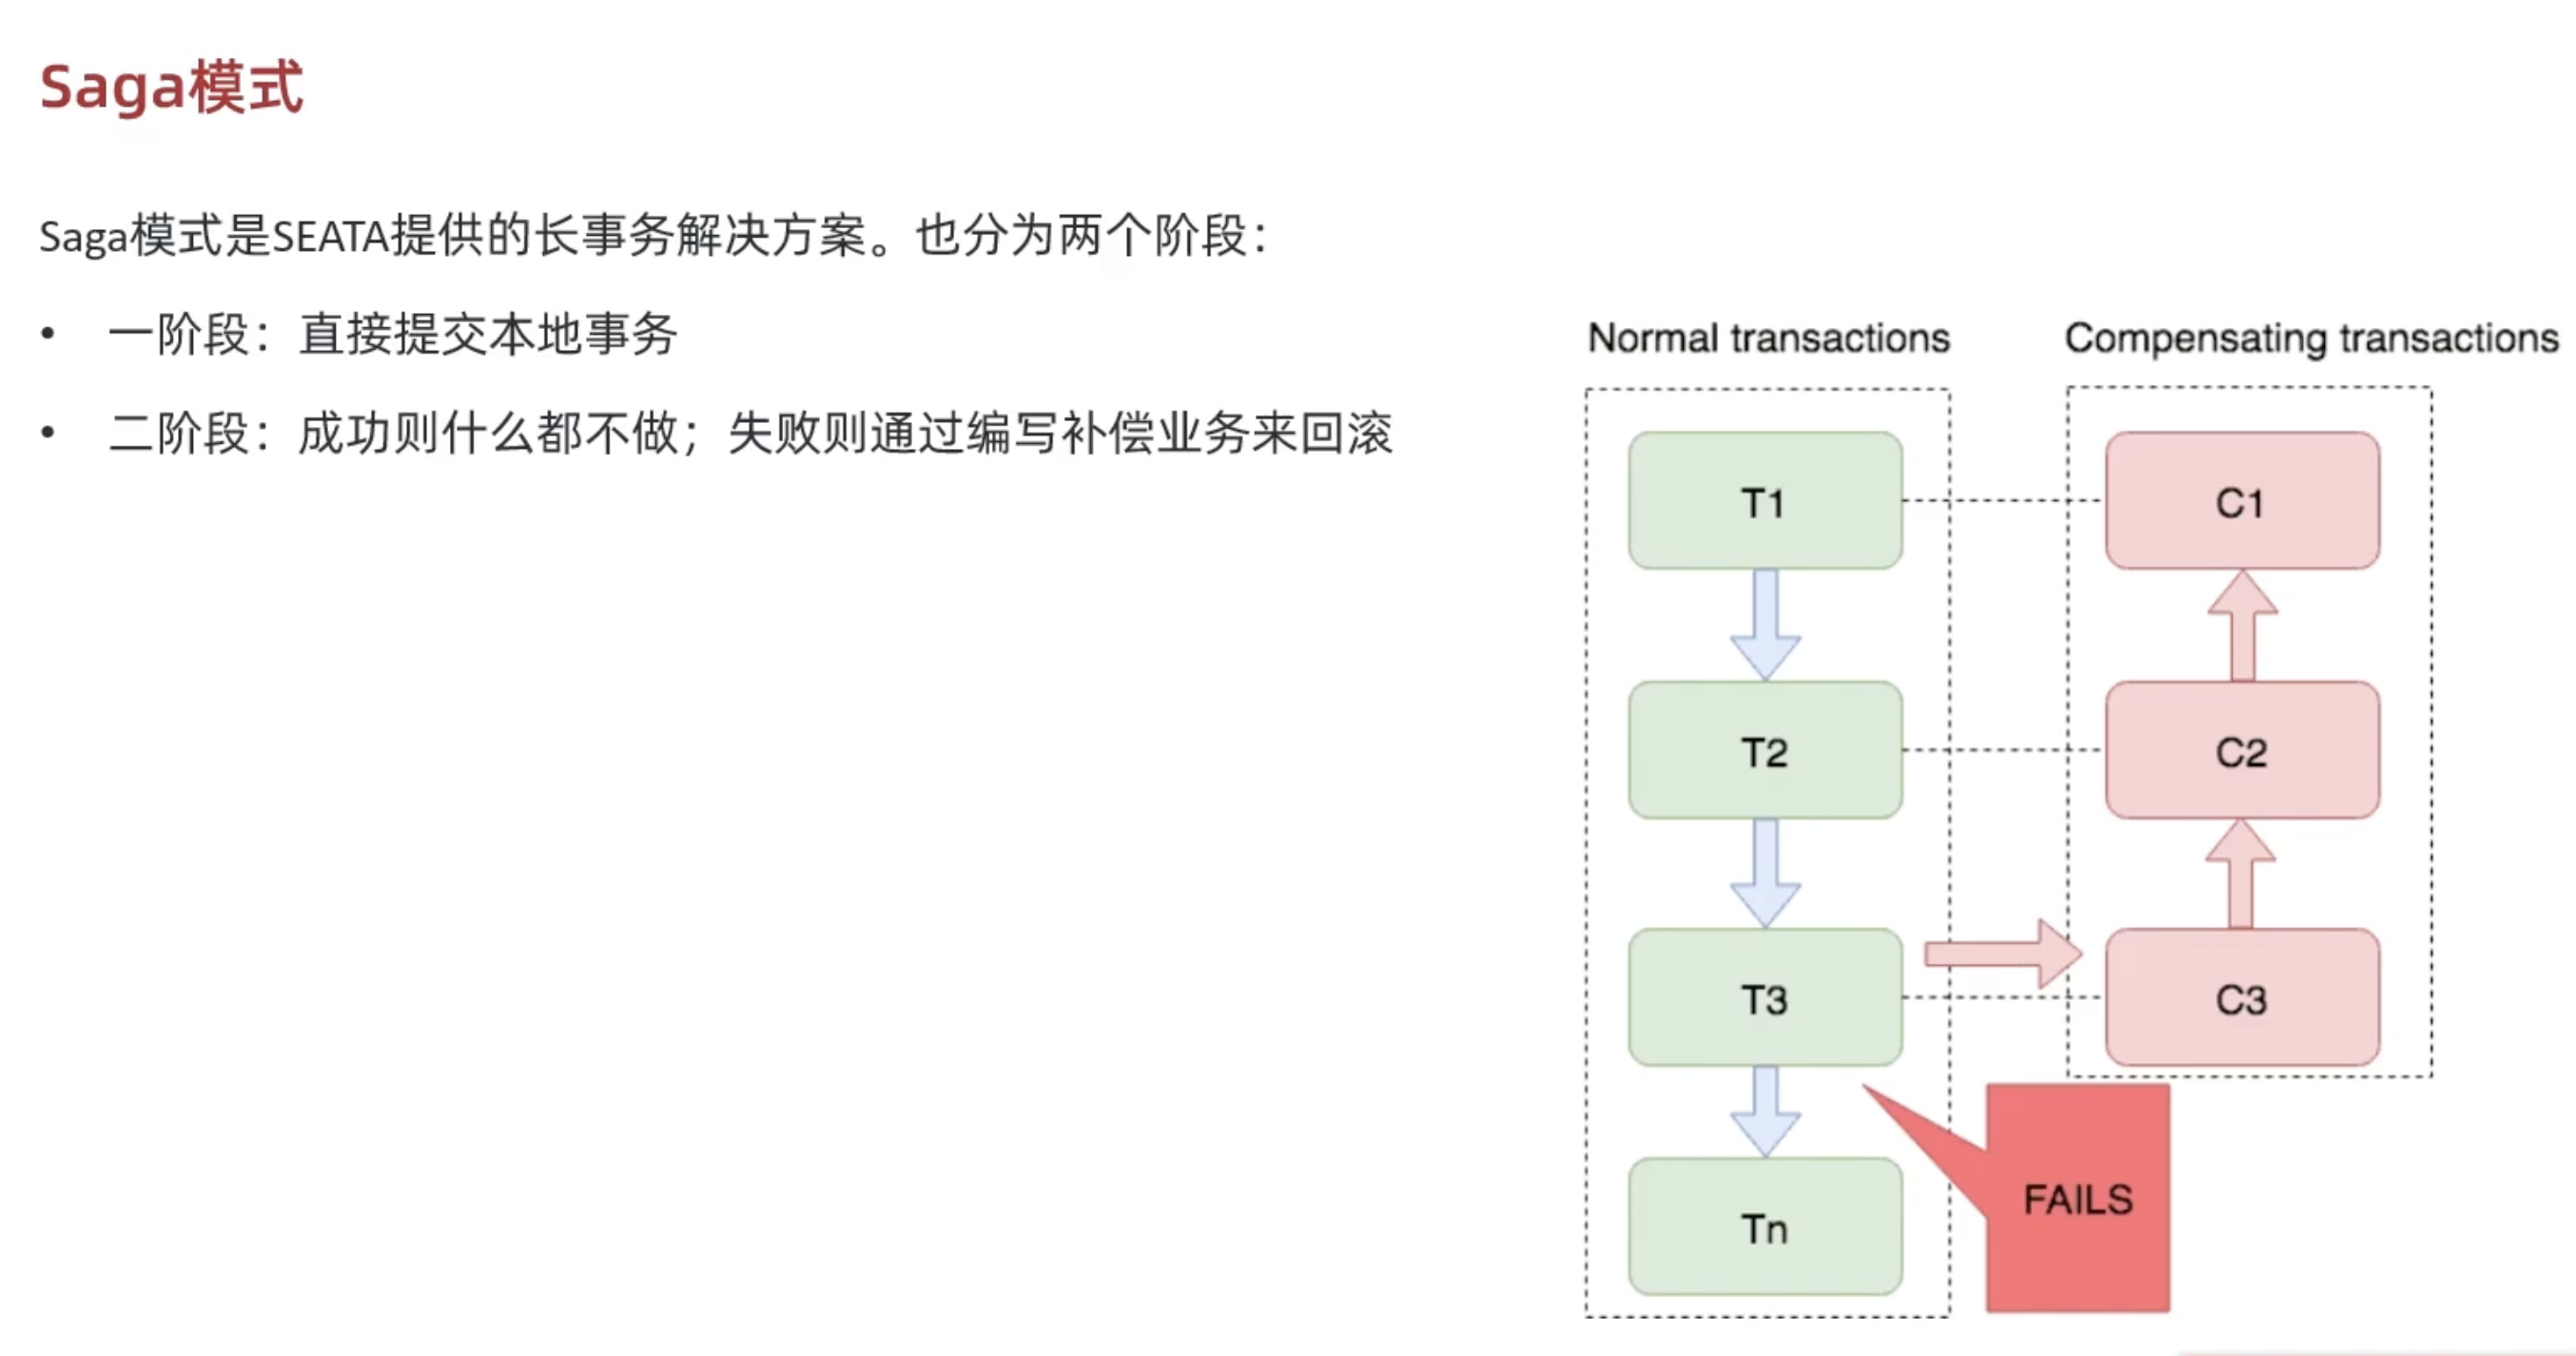 Saga模式
Saga模式是SEATA提供的长事务解决方案。也分为两个阶段：
• 一阶段：直接提交本地事务
• 二阶段：成功则什么都不做；失败则通过编写补偿业务来回滚
Normal transactions
Compensating transactions
T1
C1
T2
C2
T3
C3
FAILS
Tn